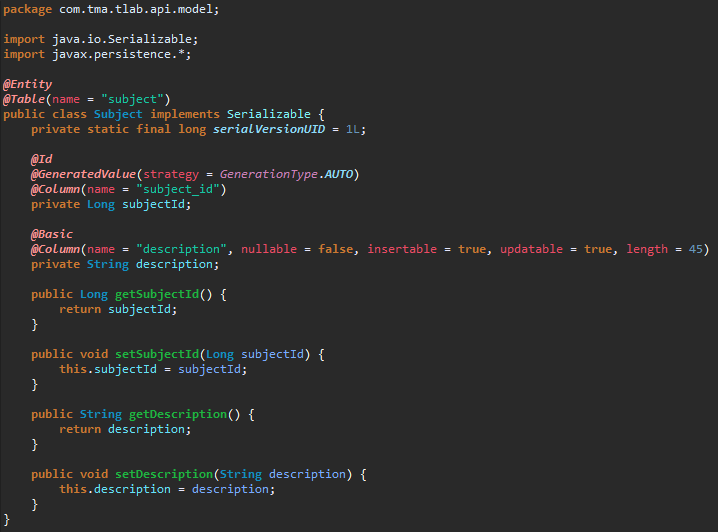 package com.tma.tlab.api.model;
import java.io.Serializable;
import javax.persistence.*;
@Entity
@Table(name = "subject")
public class Subject implements Serializable {
    private static final long serialVersionUID = 1L;
    @Id
    @GeneratedValue(strategy = GenerationType.AUTO)
    @Column(name = "subject_id")
    private Long subjectId;
    @Basic
    @Column(name = "description", nullable = false, insertable = true, updatable = true, length = 45)
    private String description;
    public Long getSubjectId() {
        return subjectId;
    }
    public void setSubjectId(Long subjectId) {
        this.subjectId = subjectId;
    }
    public String getDescription() {
        return description;
    }
    public void setDescription(String description) {
        this.description = description;
    }
}